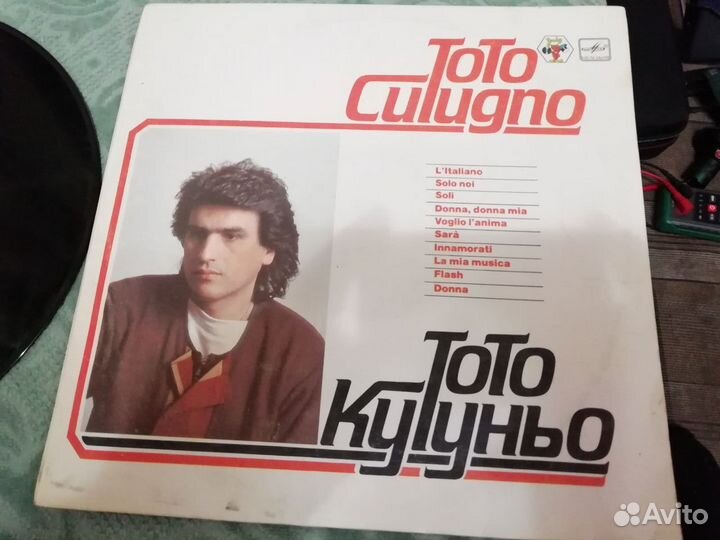 Toto
Cutugno
L'Italiano
Solo noi
Soli
Donna, donna mia
Voglio l'anima
Sarà
Innamorati
La mia musica
Flash
Donna
Тото
Кутуньо
Avito